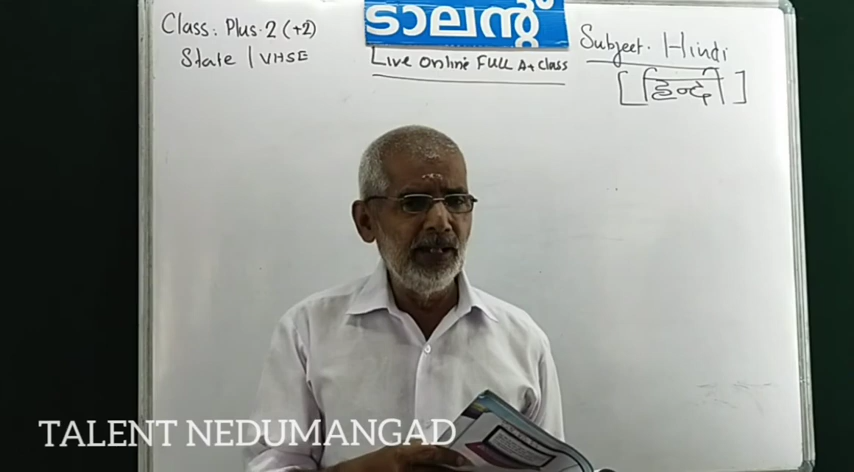 Class: Plus-2 (+2)
State / VHSE
ടാലന്റ്
Live Online Full A+ Class
Subject. Hindi
[हिन्दी]
TALENT NEDUMANGAD